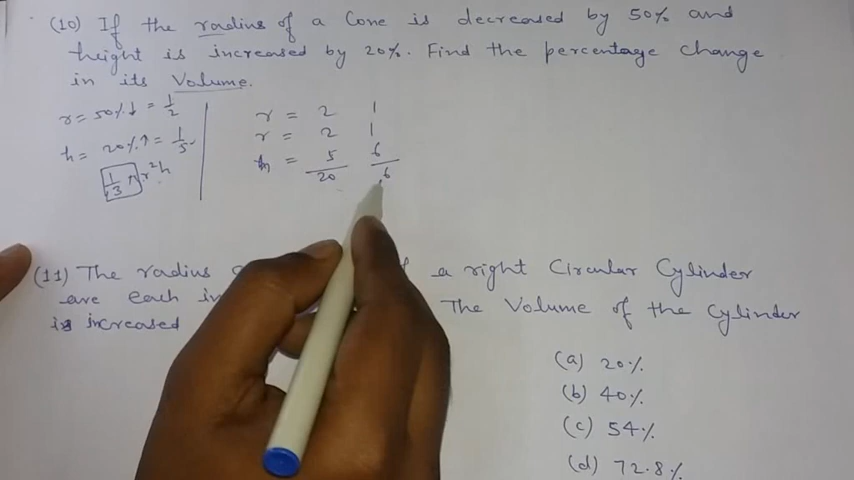 (10) If the radius of a Cone is decreased by 50% and
height is increased by 20%. Find the percentage change
in its Volume.
r = 50%↓ = 1/2
h = 20%↑ = 1/5
1/3 π r²h
r = 2 1
r = 2 1
h = 5 6
20 6
(11) The radius a right Circular Cylinder
are each in The Volume of the Cylinder
is increased
(a) 20%
(b) 40%
(c) 54%
(d) 72.8%